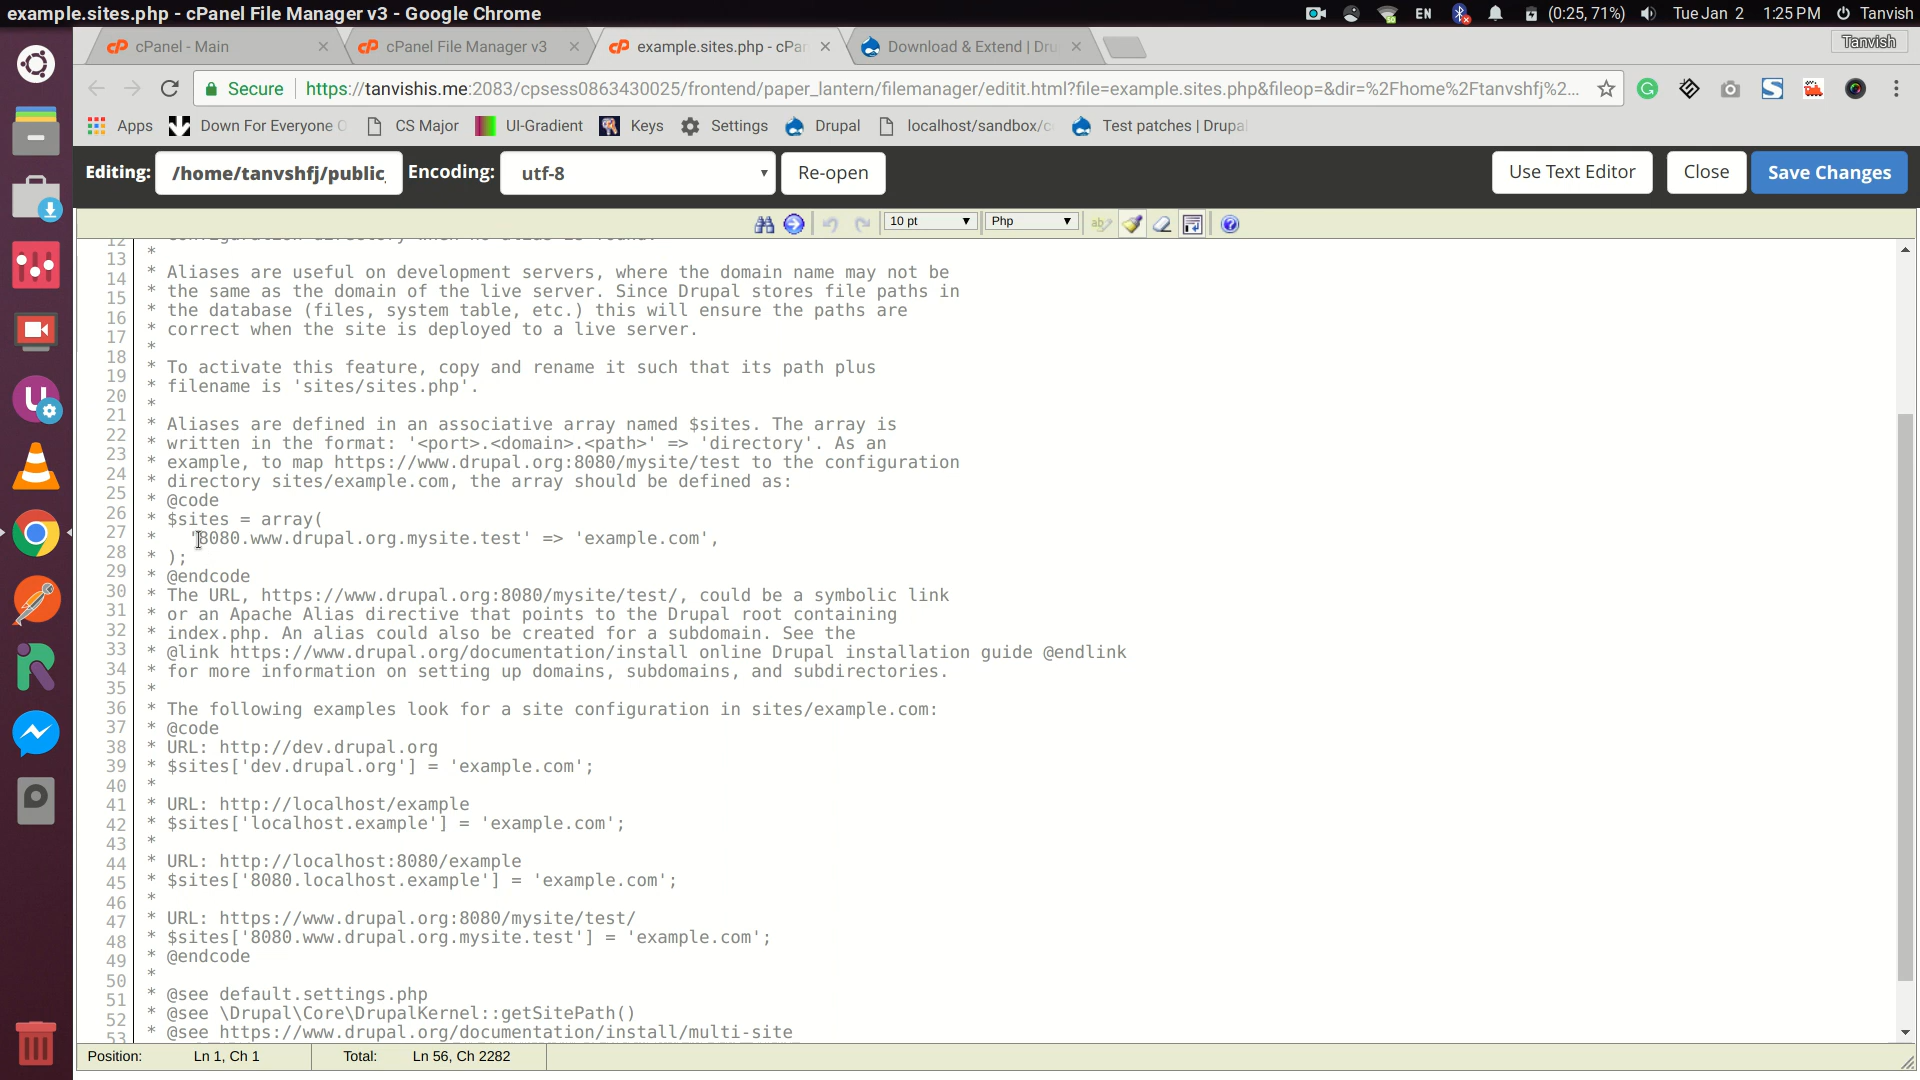 example.sites.php - cPanel File Manager v3 - Google Chrome
EN
(0:25, 71%)
Tue Jan 2
1:25 PM
Tanvish
cPanel - Main
cPanel File Manager v3
example.sites.php - cPan
Download & Extend | Dru
Tanvish
Secure
https://tanvishis.me:2083/cpsess0863430025/frontend/paper_lantern/filemanager/editit.html?file=example.sites.php&fileop=&dir=%2Fhome%2Ftanvshfj%2...
Apps
Down For Everyone O
CS Major
UI-Gradient
Keys
Settings
Drupal
localhost/sandbox/c
Test patches | Drupal
Editing:
/home/tanvshfj/public_
Encoding:
utf-8
Re-open
Use Text Editor
Close
Save Changes
10 pt
Php
12
13 *
14 * Aliases are useful on development servers, where the domain name may not be
15 * the same as the domain of the live server. Since Drupal stores file paths in
16 * the database (files, system table, etc.) this will ensure the paths are
17 * correct when the site is deployed to a live server.
18 *
19 * To activate this feature, copy and rename it such that its path plus
20 * filename is 'sites/sites.php'.
21 *
22 * Aliases are defined in an associative array named $sites. The array is
23 * written in the format: '<port>.<domain>.<path>' => 'directory'. As an
24 * example, to map https://www.drupal.org:8080/mysite/test to the configuration
25 * directory sites/example.com, the array should be defined as:
26 * @code
27 * $sites = array(
28 *   '8080.www.drupal.org.mysite.test' => 'example.com',
29 * );
30 * @endcode
31 * The URL, https://www.drupal.org:8080/mysite/test/, could be a symbolic link
32 * or an Apache Alias directive that points to the Drupal root containing
33 * index.php. An alias could also be created for a subdomain. See the
34 * @link https://www.drupal.org/documentation/install online Drupal installation guide @endlink
35 * for more information on setting up domains, subdomains, and subdirectories.
36 *
37 * The following examples look for a site configuration in sites/example.com:
38 * @code
39 * URL: http://dev.drupal.org
40 * $sites['dev.drupal.org'] = 'example.com';
41 *
42 * URL: http://localhost/example
43 * $sites['localhost.example'] = 'example.com';
44 *
45 * URL: http://localhost:8080/example
46 * $sites['8080.localhost.example'] = 'example.com';
47 *
48 * URL: https://www.drupal.org:8080/mysite/test/
49 * $sites['8080.www.drupal.org.mysite.test'] = 'example.com';
50 * @endcode
51 *
52 * @see default.settings.php
53 * @see \Drupal\Core\DrupalKernel::getSitePath()
* @see https://www.drupal.org/documentation/install/multi-site
Position:
Ln 1, Ch 1
Total:
Ln 56, Ch 2282